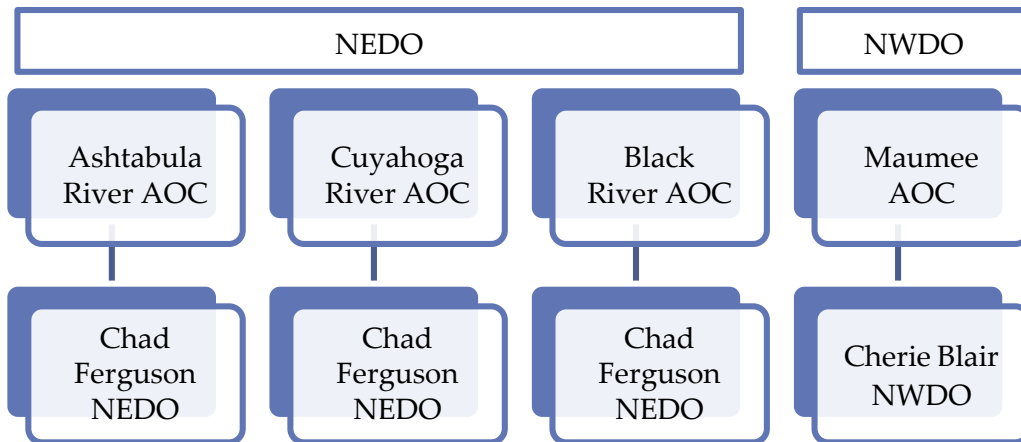 NEDO
NWDO
Ashtabula
River AOC
Cuyahoga
River AOC
Black
River AOC
Maumee
AOC
Chad
Ferguson
NEDO
Chad
Ferguson
NEDO
Chad
Ferguson
NEDO
Cherie Blair
NWDO